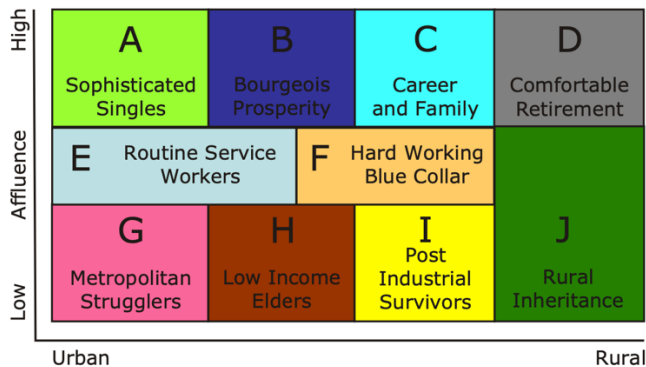 High
Affluence
Low
A
Sophisticated
Singles
B
Bourgeois
Prosperity
C
Career
and Family
D
Comfortable
Retirement
E
Routine Service
Workers
F
Hard Working
Blue Collar
G
Metropolitan
Strugglers
H
Low Income
Elders
I
Post
Industrial
Survivors
J
Rural
Inheritance
Urban
Rural